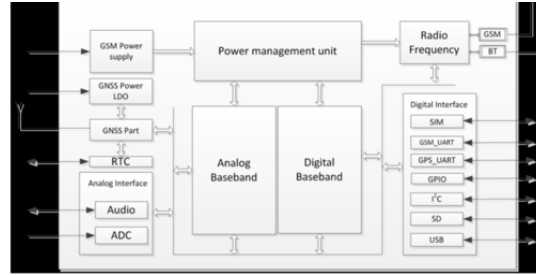 GSM Power
supply
Power management unit
Radio
Frequency
GSM
BT
GNSS Power
LDO
GNSS Part
RTC
Analog Interface
Audio
ADC
Analog
Baseband
Digital
Baseband
Digital Interface
SIM
GSM_UART
GPS_UART
GPIO
I²C
SD
USB